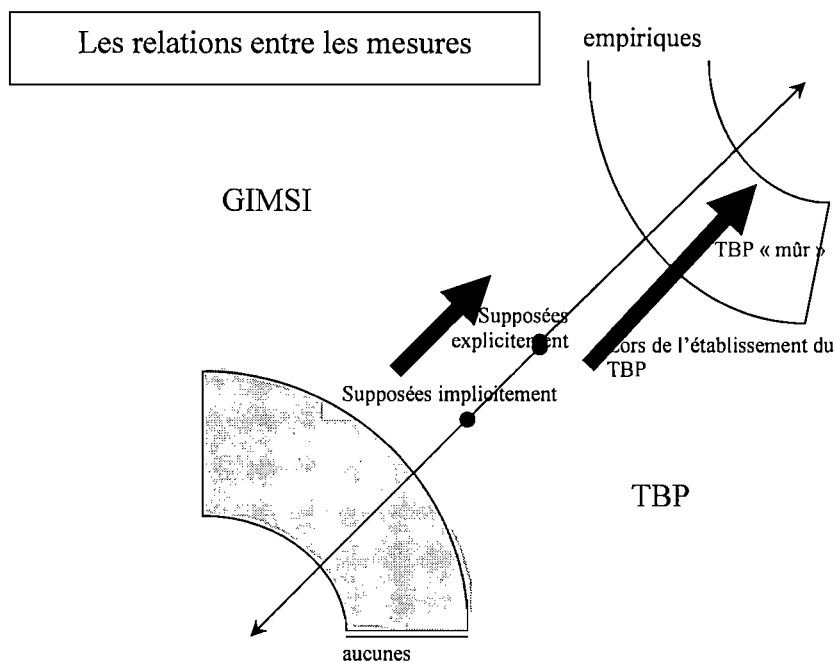 Les relations entre les mesures
empiriques
GIMSI
TBP « mûr »
Supposées
explicitement
Lors de l'établissement du
TBP
Supposées implicitement
TBP
aucunes